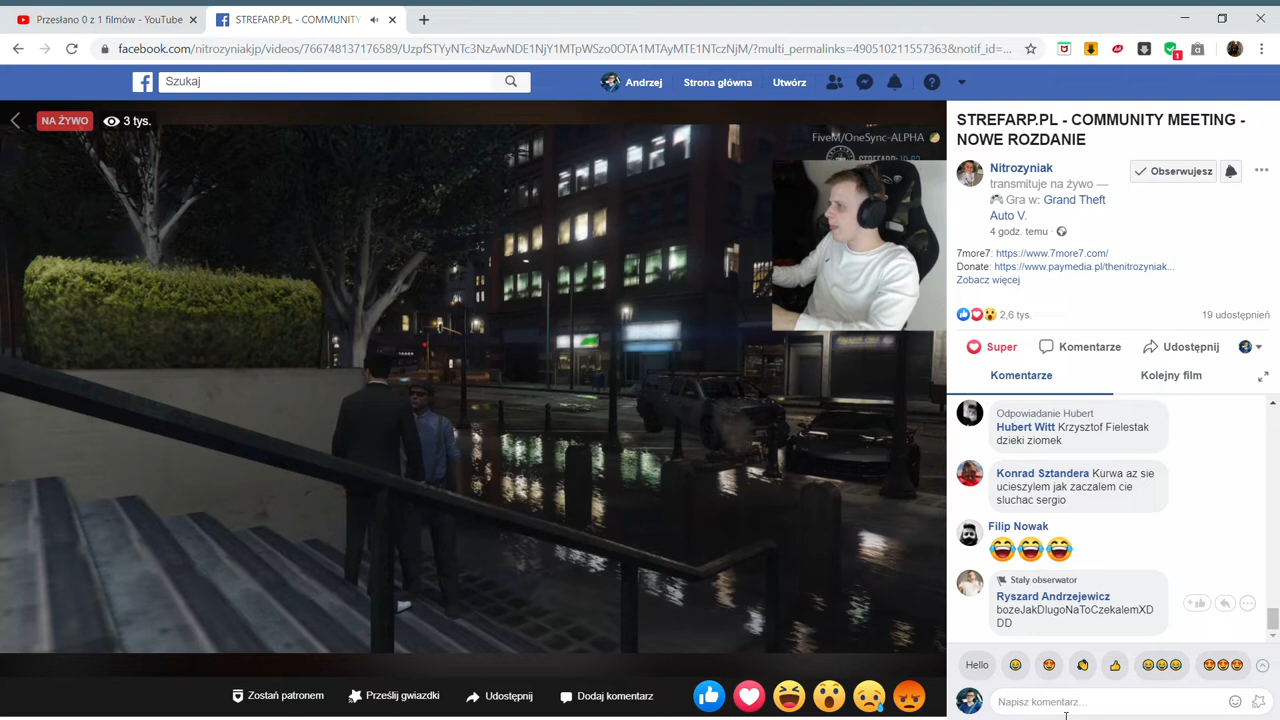 Przesłano 0 z 1 filmów - YouTube
STREFARP.PL - COMMUNITY
facebook.com/nitrozyniakjp/videos/766748137176589/UzpfSTYyNTc3NzAwNDE1NjY1MTpWSzo0OTA1MTAyMTE1NTczNjM/?multi_permalinks=490510211557363&notif_id=...
1
Szukaj
Andrzej
Strona główna
Utwórz
NA ŻYWO
3 tys.
FiveM/OneSync-ALPHA
STREFARP.PL - COMMUNITY MEETING -
NOWE ROZDANIE
Nitrozyniak
transmituje na żywo —
Gra w: Grand Theft
Auto V.
4 godz. temu
Obserwujesz
7more7: https://www.7more7.com/
Donate: https://www.paymedia.pl/thenitrozyniak...
Zobacz więcej
2,6 tys.
19 udostępnień
Super
Komentarze
Udostępnij
Komentarze
Kolejny film
Odpowiadanie Hubert
Hubert Witt Krzysztof Fielestak
dzieki ziomek
Konrad Sztandera Kurwa az sie
ucieszylem jak zaczalem cie
sluchac sergio
Filip Nowak
Stały obserwator
Ryszard Andrzejewicz
bozeJakDlugoNaToCzekalemXD
DD
Hello
Napisz komentarz...
Zostań patronem
Prześlij gwiazdki
Udostępnij
Dodaj komentarz